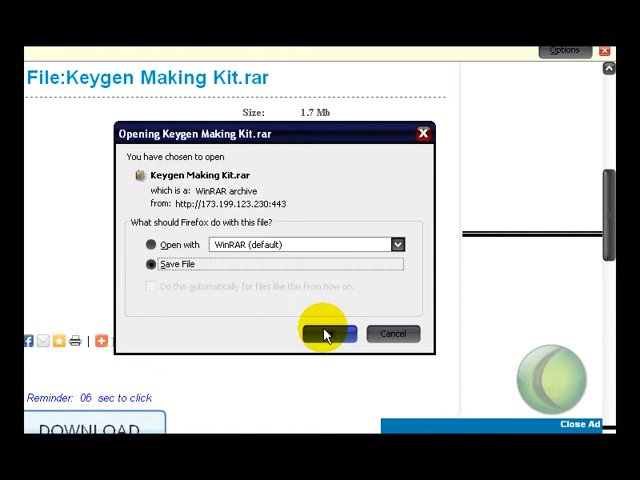 Options
File:Keygen Making Kit.rar
Size: 1.7 Mb
Opening Keygen Making Kit.rar
You have chosen to open
Keygen Making Kit.rar
which is a: WinRAR archive
from: http://173.199.123.230:443
What should Firefox do with this file?
Open with WinRAR (default)
Save File
Do this automatically for files like this from now on.
Cancel
Reminder: 06 sec to click
DOWNLOAD
Close Ad